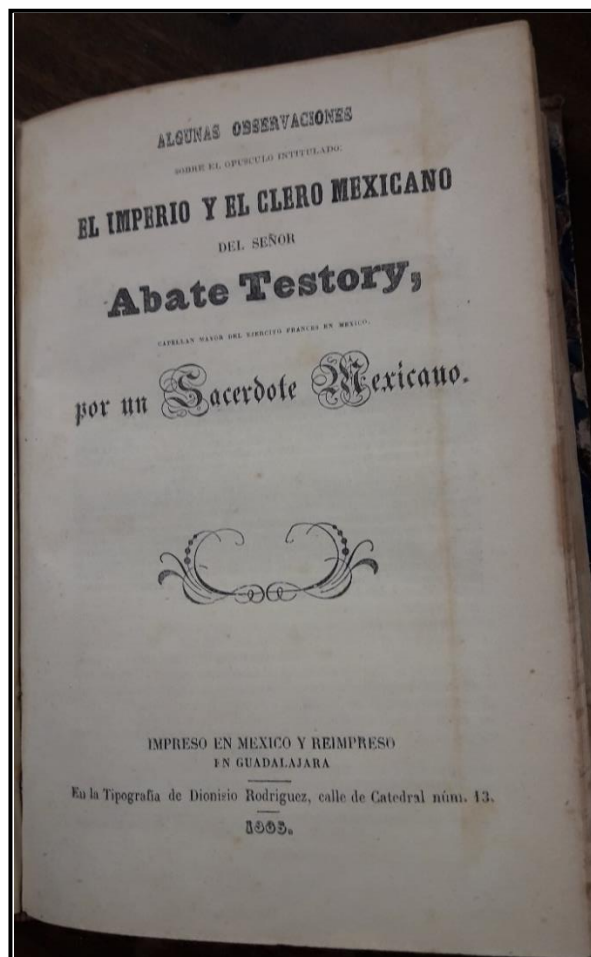 ALGUNAS OBSERVACIONES
SOBRE EL OPUSCULO INTITULADO:
EL IMPERIO Y EL CLERO MEXICANO
DEL SEÑOR
Abate Testory,
CAPELLAN MAYOR DEL EJERCITO FRANCES EN MEXICO,
por un Sacerdote Mexicano.
IMPRESO EN MEXICO Y REIMPRESO
EN GUADALAJARA
En la Tipografia de Dionisio Rodriguez, calle de Catedral núm. 13.
1865.